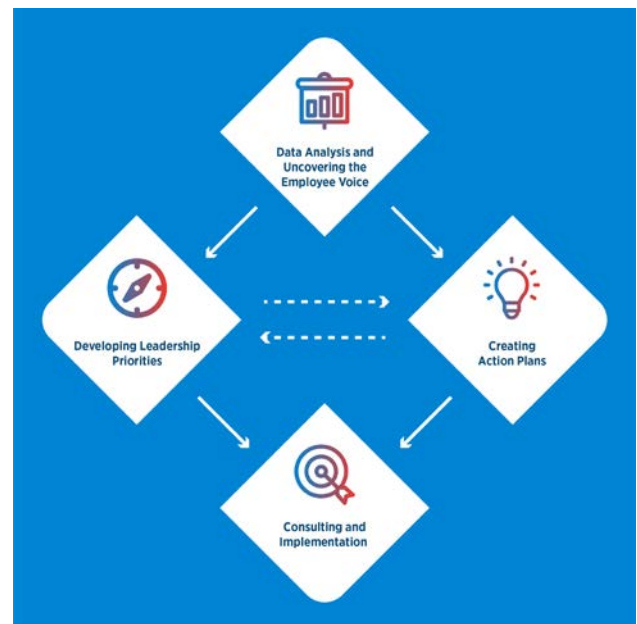 Data Analysis and
Uncovering the
Employee Voice
Developing Leadership
Priorities
Creating
Action Plans
Consulting and
Implementation